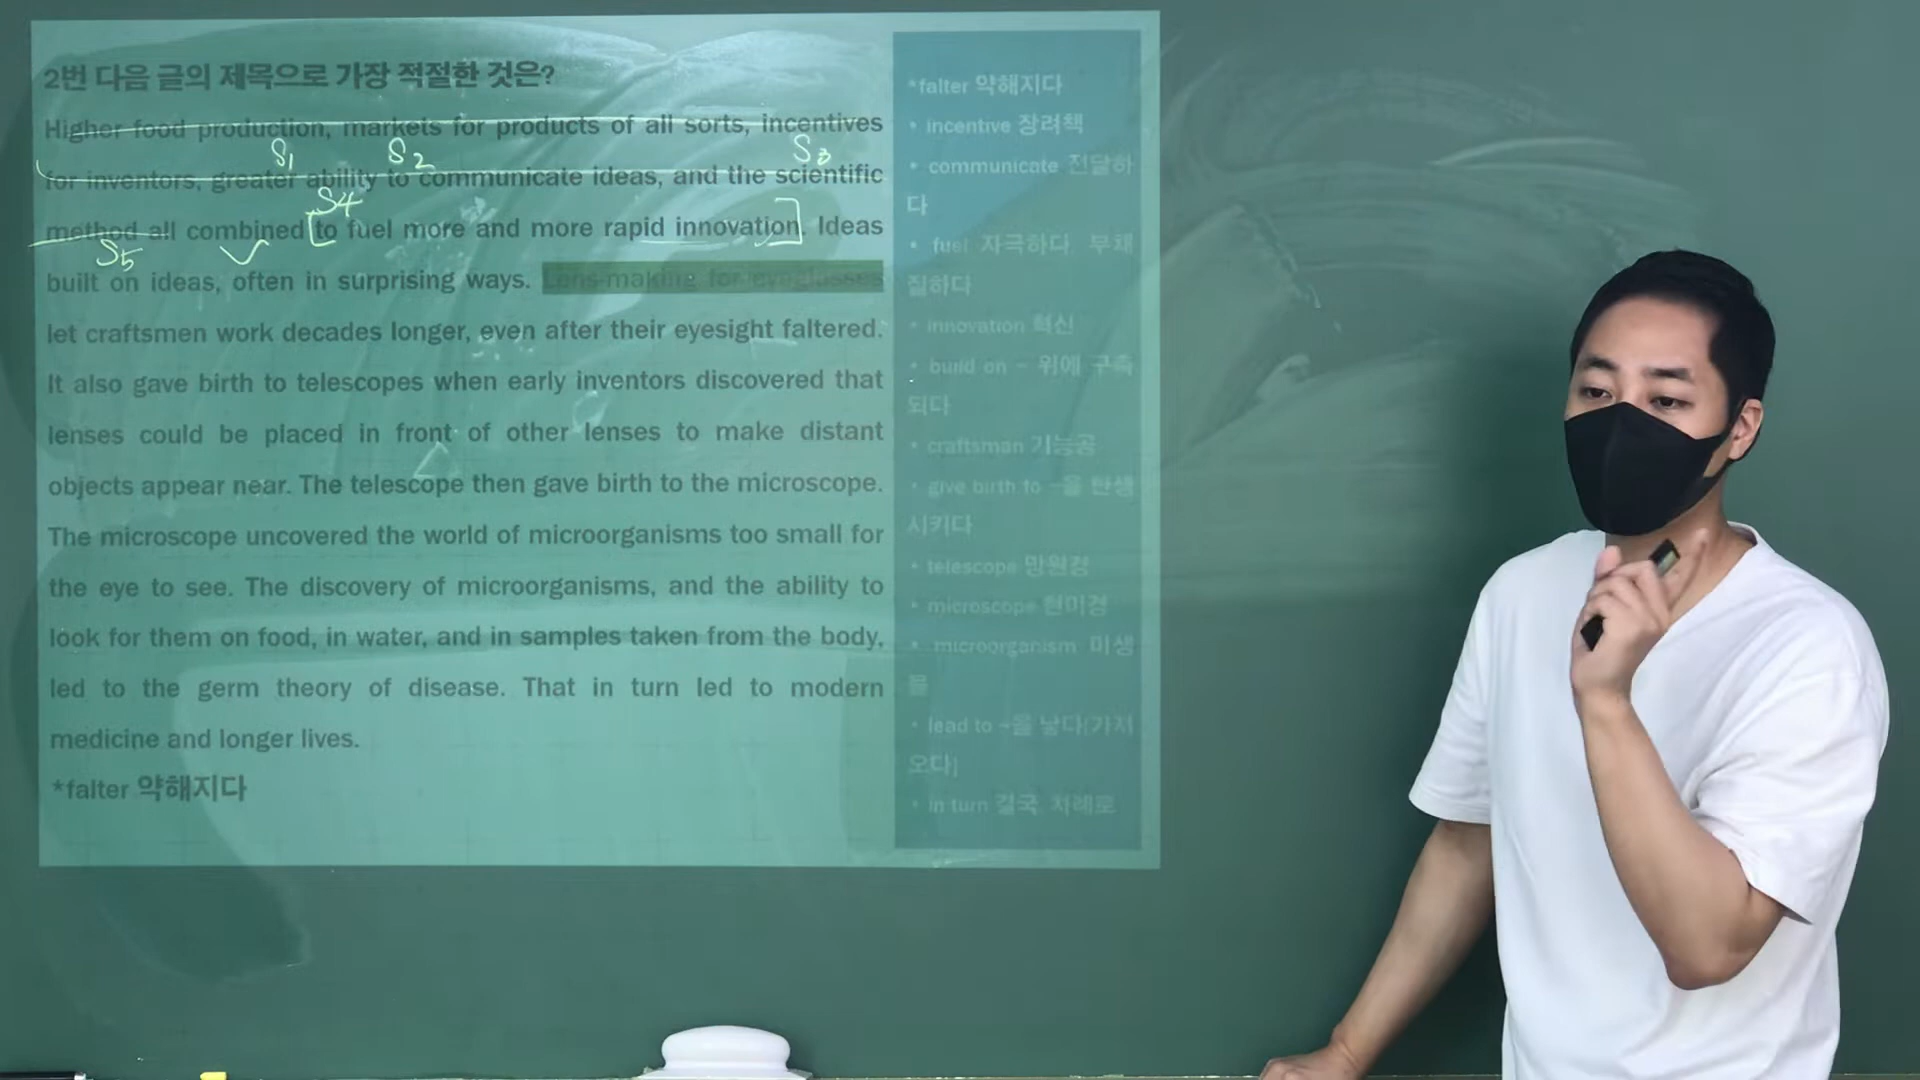 2번 다음 글의 제목으로 가장 적절한 것은?
Higher food production, markets for products of all sorts, incentives
S₁ S₂ S₃
for inventors, greater ability to communicate ideas, and the scientific
S4
method all combined [to fuel more and more rapid innovation]. Ideas
S5
built on ideas, often in surprising ways. Lens-making for eyeglasses
let craftsmen work decades longer, even after their eyesight faltered.
It also gave birth to telescopes when early inventors discovered that
lenses could be placed in front of other lenses to make distant
objects appear near. The telescope then gave birth to the microscope.
The microscope uncovered the world of microorganisms too small for
the eye to see. The discovery of microorganisms, and the ability to
look for them on food, in water, and in samples taken from the body,
led to the germ theory of disease. That in turn led to modern
medicine and longer lives.
*falter 약해지다
*falter 약해지다
• incentive 장려책
• communicate 전달하
다
• fuel 자극하다, 부채
질하다
• innovation 혁신
• build on ~ 위에 구축
되다
• craftsman 기능공
• give birth to ~을 탄생
시키다
• telescope 망원경
• microscope 현미경
• microorganism 미생
물
• lead to ~을 낳다[가져
오다]
• in turn 결국, 차례로